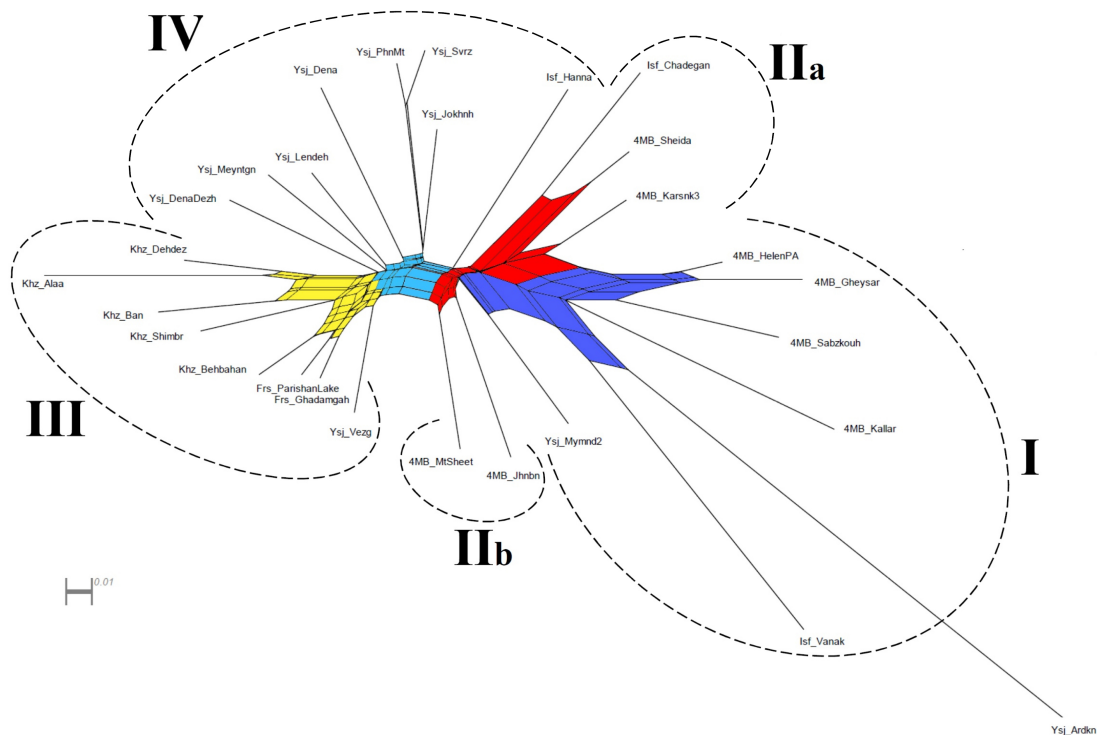 IV
Ysj_PhnMt
Ysj_Svrz
Ysj_Dena
Isf_Hanna
Isf_Chadegan
IIa
Ysj_Jokhnh
4MB_Sheida
Ysj_Lendeh
Ysj_Meyntgn
4MB_Karsnk3
Ysj_DenaDezh
Khz_Dehdez
4MB_HelenPA
Khz_Alaa
4MB_Gheysar
Khz_Ban
Khz_Shimbr
4MB_Sabzkouh
Khz_Behbahan
Frs_ParishanLake
Frs_Ghadamgah
III
Ysj_Vezg
4MB_Kallar
Ysj_Mymnd2
I
4MB_MtSheet
4MB_Jhnbn
IIb
0.01
Isf_Vanak
Ysj_Ardkn